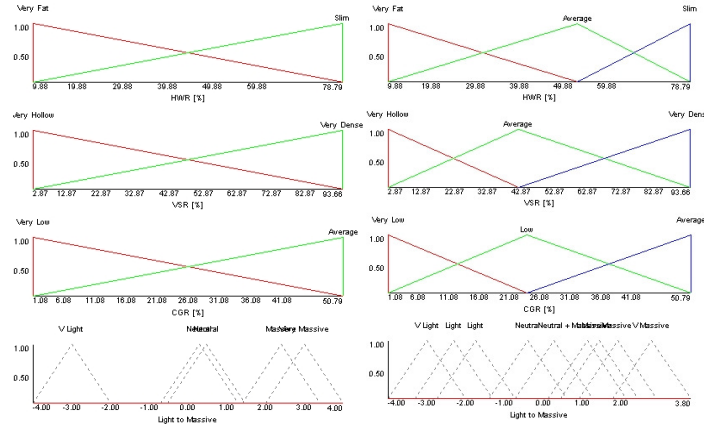 Very Fat
Slim
1.00
0.50
9.88 19.88 29.88 39.88 49.88 59.88 78.79
HWR [%]
Very Hollow
Very Dense
1.00
0.50
2.87 12.87 22.87 32.87 42.87 52.87 62.87 72.87 82.87 93.66
VSR [%]
Very Low
Average
1.00
0.50
1.08 6.08 11.08 16.08 21.08 26.08 31.08 36.08 41.08 50.79
CGR [%]
V Light Neutral Massive Very Massive
1.00
0.50
-4.00 -3.00 -2.00 -1.00 0.00 1.00 2.00 3.00 4.00
Light to Massive
Very Fat
Average
Slim
1.00
0.50
9.88 19.88 29.88 39.88 49.88 59.88 78.79
HWR [%]
Very Hollow
Average
Very Dense
1.00
0.50
2.87 12.87 22.87 32.87 42.87 52.87 62.87 72.87 82.87 93.66
VSR [%]
Very Low
Low
Average
1.00
0.50
1.08 6.08 11.08 16.08 21.08 26.08 31.08 36.08 41.08 50.79
CGR [%]
V Light Light Light Neutral Neutral + Massive V Massive
1.00
0.50
-4.00 -3.00 -2.00 -1.00 0.00 1.00 2.00 3.80
Light to Massive